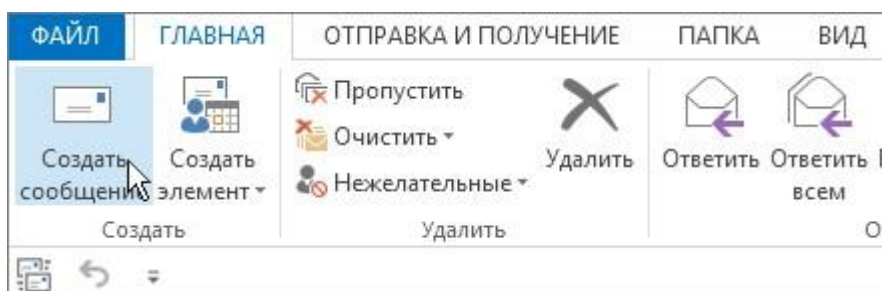 ФАЙЛ ГЛАВНАЯ ОТПРАВКА И ПОЛУЧЕНИЕ ПАПКА ВИД
Создать сообщение
Создать элемент
Пропустить
Очистить
Нежелательные
Удалить
Ответить
Ответить всем
Создать
Удалить